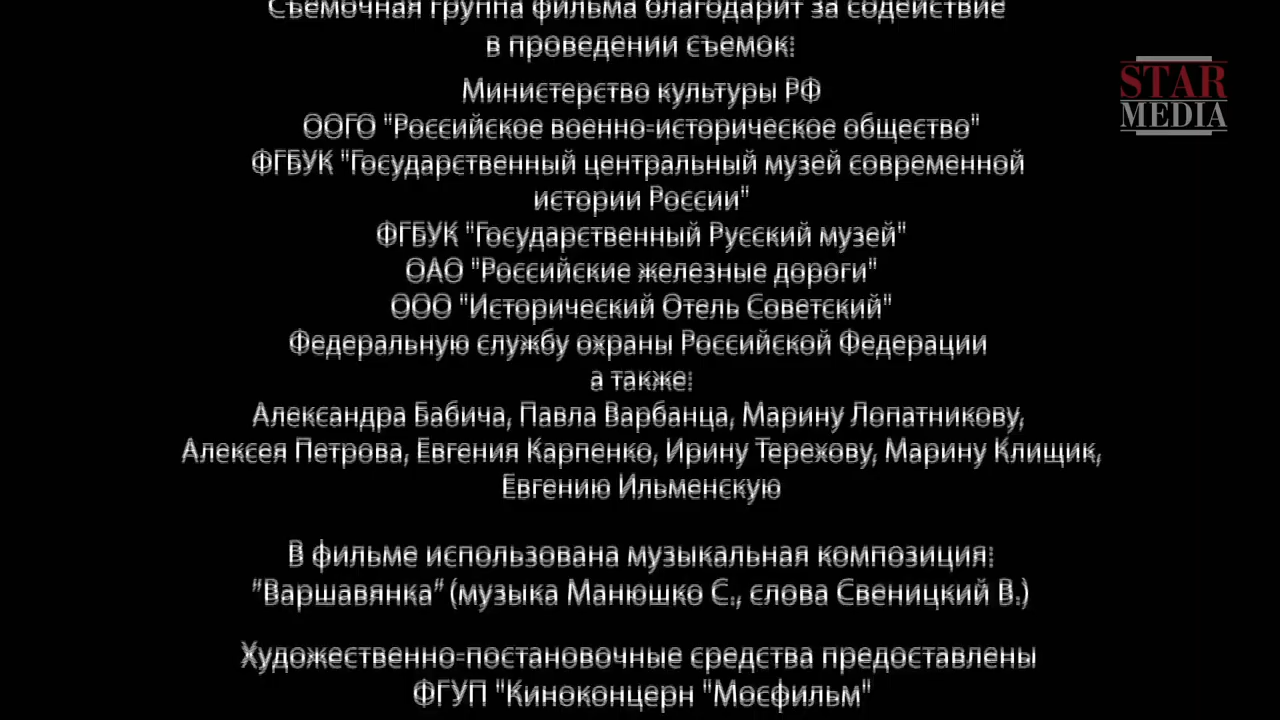 Съемочная группа фильма благодарит за содействие
в проведении съемок:
STAR
MEDIA
Министерство культуры РФ
ООГО "Российское военно-историческое общество"
ФГБУК "Государственный центральный музей современной
истории России"
ФГБУК "Государственный Русский музей"
ОАО "Российские железные дороги"
ООО "Исторический Отель Советский"
Федеральную службу охраны Российской Федерации
а также:
Александра Бабича, Павла Варбанца, Марину Лопатникову,
Алексея Петрова, Евгения Карпенко, Ирину Терехову, Марину Клищик,
Евгению Ильменскую
В фильме использована музыкальная композиция:
"Варшавянка" (музыка Манюшко С., слова Свеницкий В.)
Художественно-постановочные средства предоставлены
ФГУП "Киноконцерн "Мосфильм"